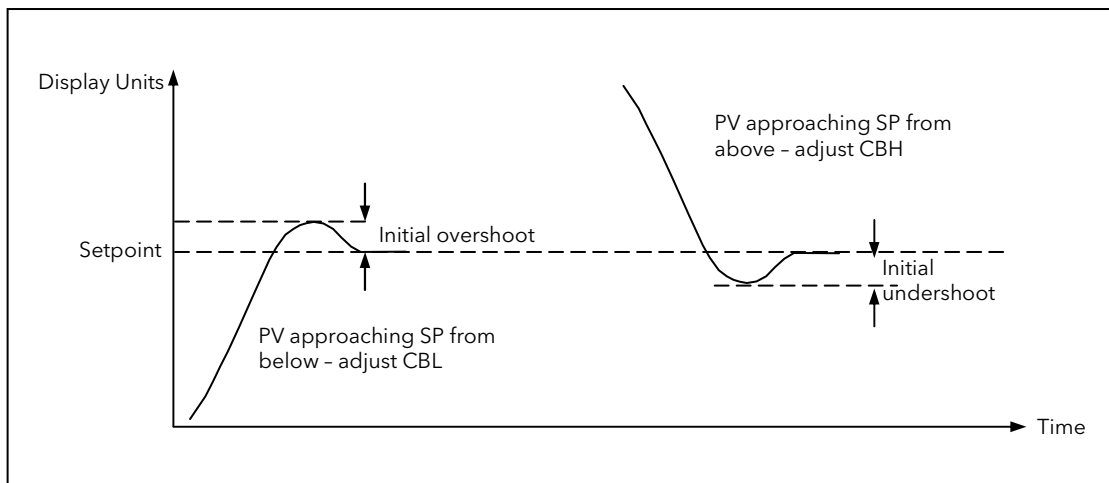 Display Units
PV approaching SP from
above – adjust CBH
Initial overshoot
Setpoint
Initial
undershoot
PV approaching SP from
below – adjust CBL
Time